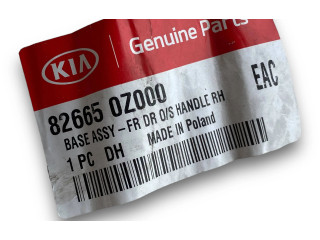 KIA
Genuine Parts
82665 0Z000
BASE ASSY-FR DR O/S HANDLE RH
1 PC DH MADE IN Poland
EAC